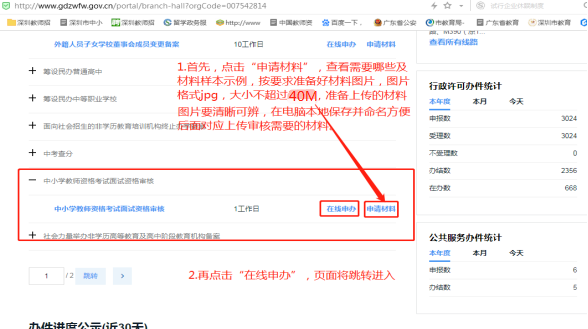 http://www.gdzwfw.gov.cn/portal/branch-hall?orgCode=007542814
深圳教师招 深圳市中小 深圳教师招 留学政务服 http://www 中国教师资 百度一下, 广东省公安 市教育局- 广东省教育 深圳市教育
外籍人员子女学校董事会成员变更备案 10工作日 在线申办 申请材料
筹设民办普通高中
筹设民办中等职业学校
面向社会招生的非学历教育培训机构终止
中考查分
中小学教师资格考试面试资格审核
中小学教师资格考试面试资格审核 1工作日 在线申办 申请材料
社会力量举办非学历高等教育及高中阶段教育机构备案
1.首先，点击“申请材料”，查看需要哪些及
材料样本示例，按要求准备好材料图片，图片
格式jpg，大小不超过40M，准备上传的材料
图片要清晰可辨，在电脑本地保存并命名方便
后面对应上传审核需要的材料。
2.再点击“在线申办”，页面将跳转进入
1 /2 跳转 >
办件进度公示(近30天)
查看所有线路
行政许可办件统计
本年度 本月 今天
申报数 3024
受理数 3024
不受理数 0
办结数 2356
在办数 668
公共服务办件统计
本年度 本月 今天
申报数 6
办结数 5